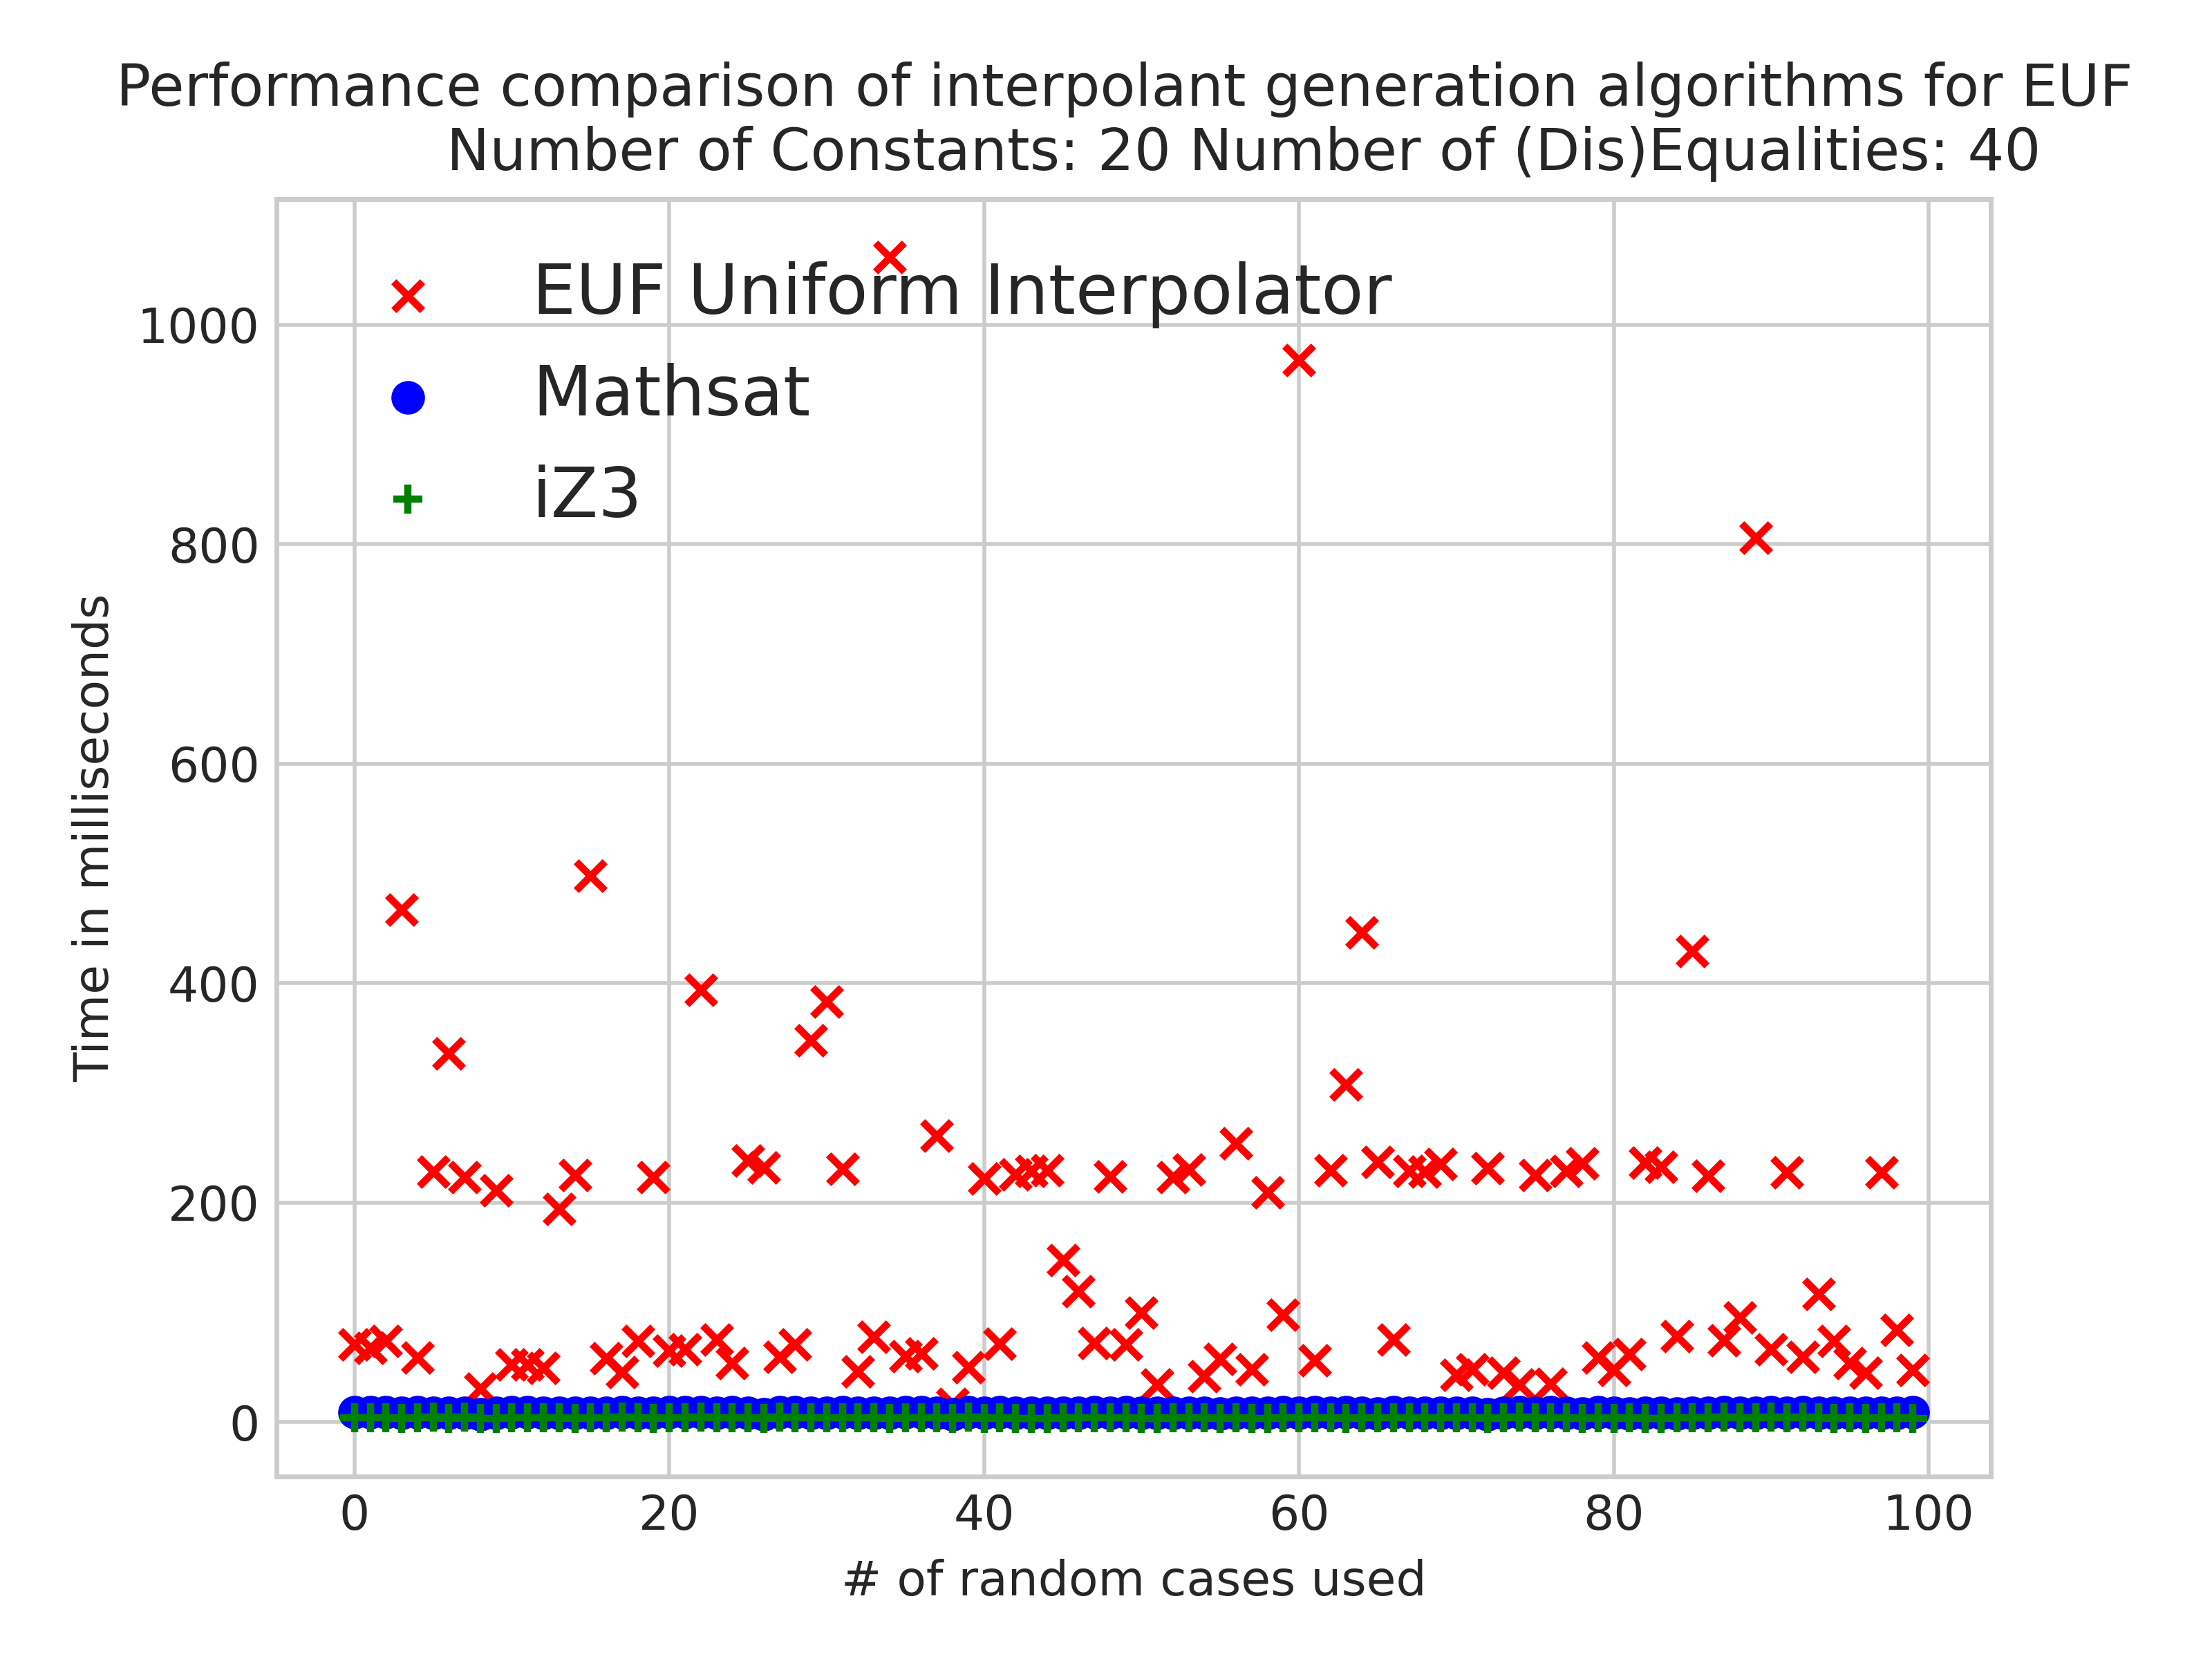 Performance comparison of interpolant generation algorithms for EUF
Number of Constants: 20 Number of (Dis)Equalities: 40
EUF Uniform Interpolator
Mathsat
iZ3
Time in milliseconds
1000
800
600
400
200
0
0 20 40 60 80 100
# of random cases used